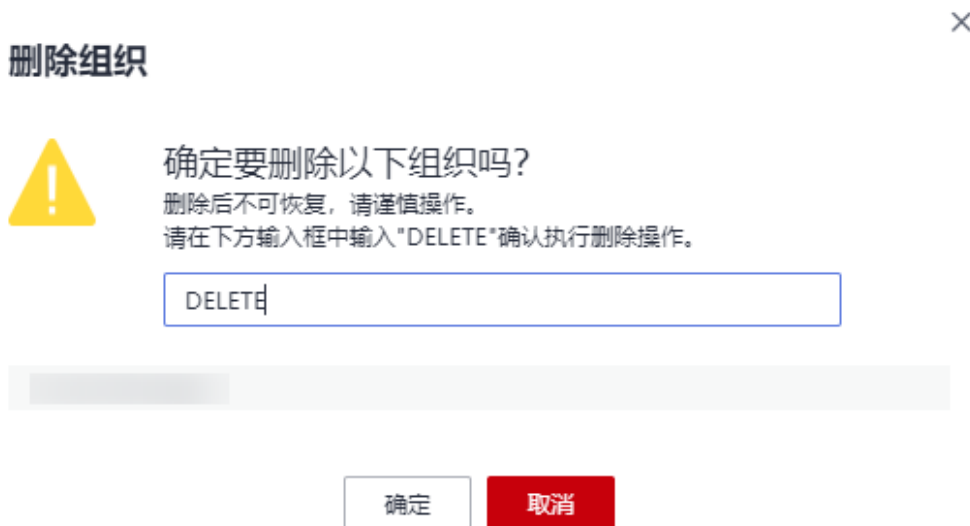 删除组织
确定要删除以下组织吗？
删除后不可恢复，请谨慎操作。
请在下方输入框中输入"DELETE"确认执行删除操作。
DELETE
确定
取消